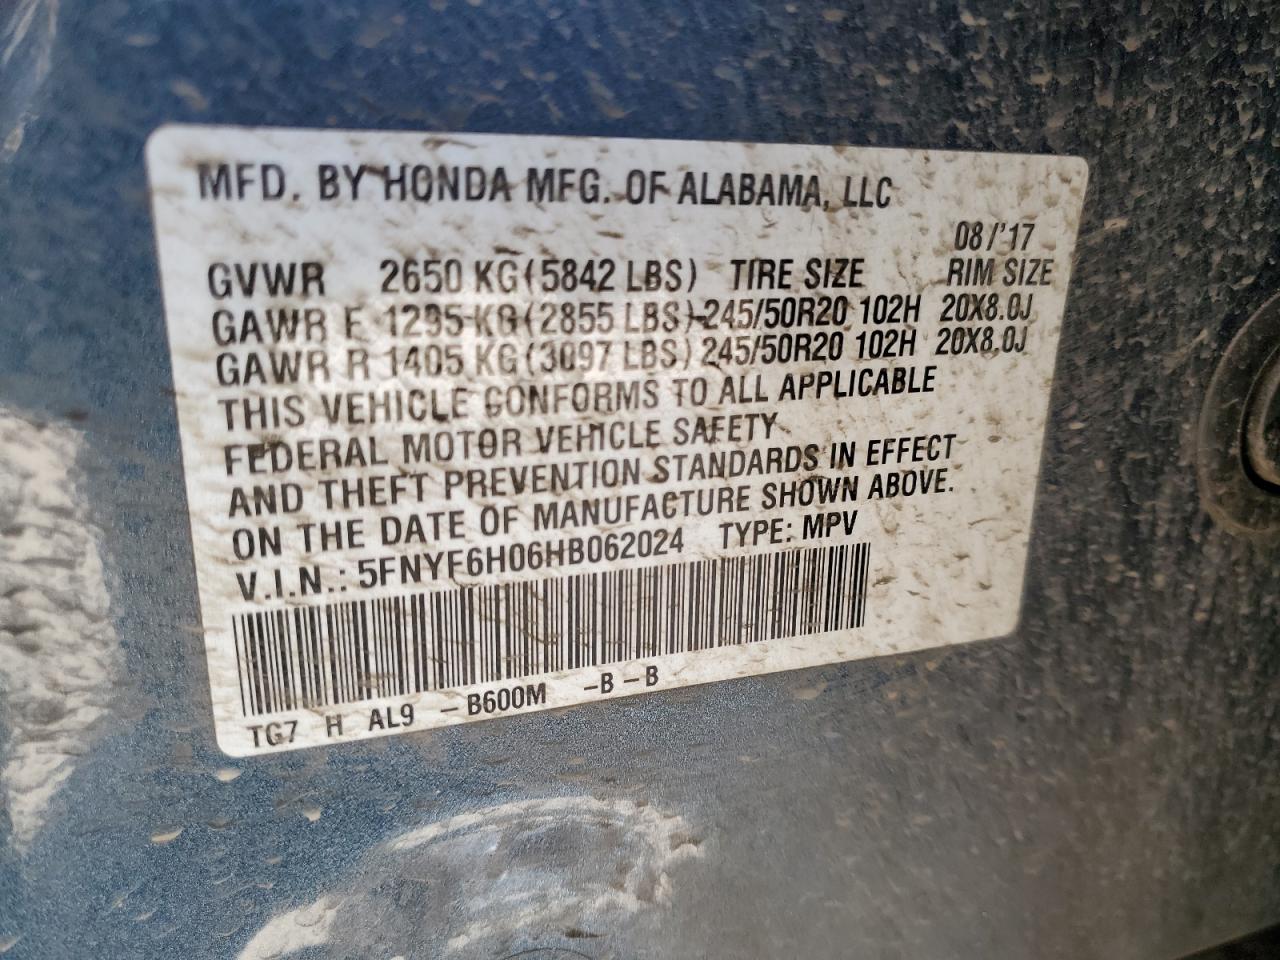 MFD. BY HONDA MFG. OF ALABAMA, LLC
08/'17
GVWR 2650 KG (5842 LBS) TIRE SIZE RIM SIZE
GAWR F 1295 KG (2855 LBS) 245/50R20 102H 20X8.0J
GAWR R 1405 KG (3097 LBS) 245/50R20 102H 20X8.0J
THIS VEHICLE CONFORMS TO ALL APPLICABLE
FEDERAL MOTOR VEHICLE SAFETY
AND THEFT PREVENTION STANDARDS IN EFFECT
ON THE DATE OF MANUFACTURE SHOWN ABOVE.
V.I.N.: 5FNYF6H06HB062024 TYPE: MPV
TG7 H AL9 -B600M -B-B